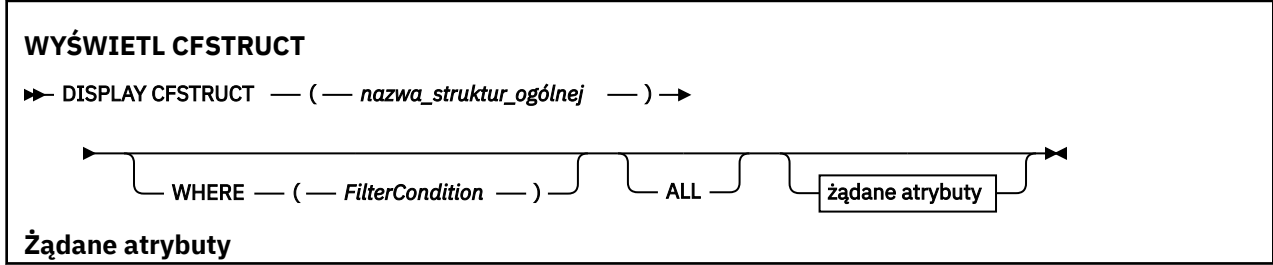 WYŚWIETL CFSTRUCT
DISPLAY CFSTRUCT ( nazwa_struktur_ogólnej )
WHERE ( FilterCondition ) ALL żądane atrybuty
Żądane atrybuty